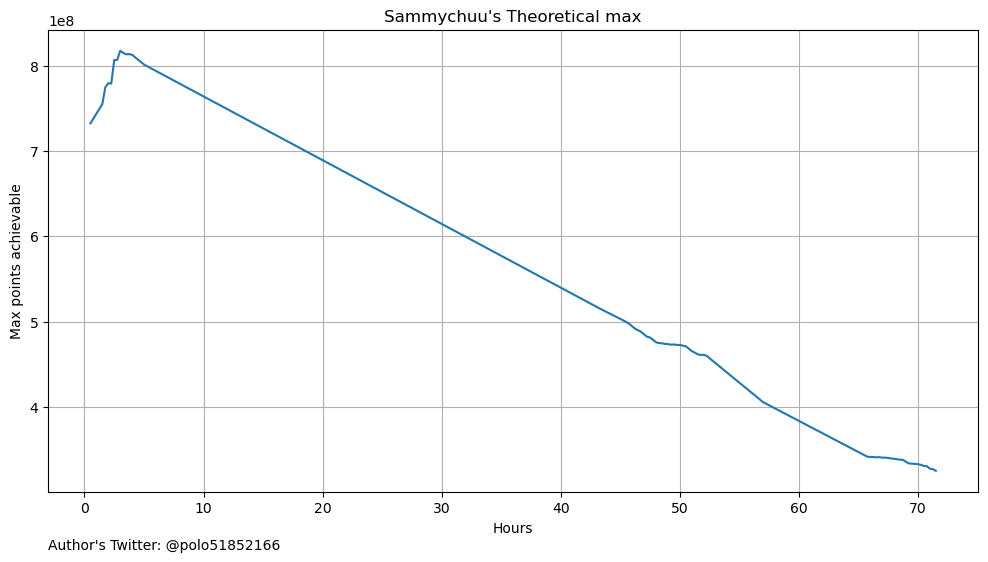 Sammychuu's Theoretical max
1e8
8
7
6
5
4
Max points achievable
0 10 20 30 40 50 60 70
Hours
Author's Twitter: @polo51852166